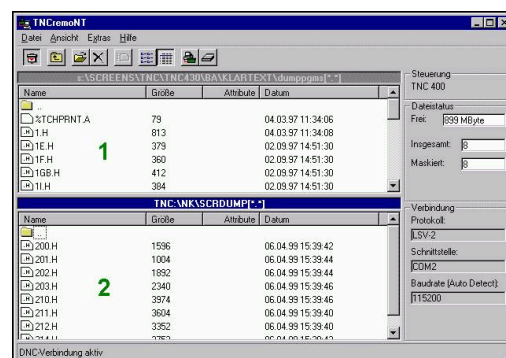 TNCremoNT
Datei Ansicht Extras Hilfe
s:\SCREENS\TNC\TNC430\BA\KLARTEXT\dumppgms[*.*]
Name Größe Attribute Datum
..
%TCHPRNT.A 79 04.03.97 11:34:06
1.H 813 04.03.97 11:34:08
1E.H 379 02.09.97 14:51:30
1F.H 360 02.09.97 14:51:30
1GB.H 412 02.09.97 14:51:30
1I.H 384 02.09.97 14:51:30
1
TNC:\NK\SCRDUMP[*.*]
Name Größe Attribute Datum
..
200.H 1596 06.04.99 15:39:42
201.H 1004 06.04.99 15:39:44
202.H 1892 06.04.99 15:39:44
203.H 2340 06.04.99 15:39:46
210.H 3974 06.04.99 15:39:46
211.H 3604 06.04.99 15:39:40
212.H 3352 06.04.99 15:39:40
2
Steuerung
TNC 400
Dateistatus
Frei: 899 MByte
Insgesamt: 8
Maskiert: 8
Verbindung
Protokoll:
LSV-2
Schnittstelle:
COM2
Baudrate (Auto Detect):
115200
DNC-Verbindung aktiv